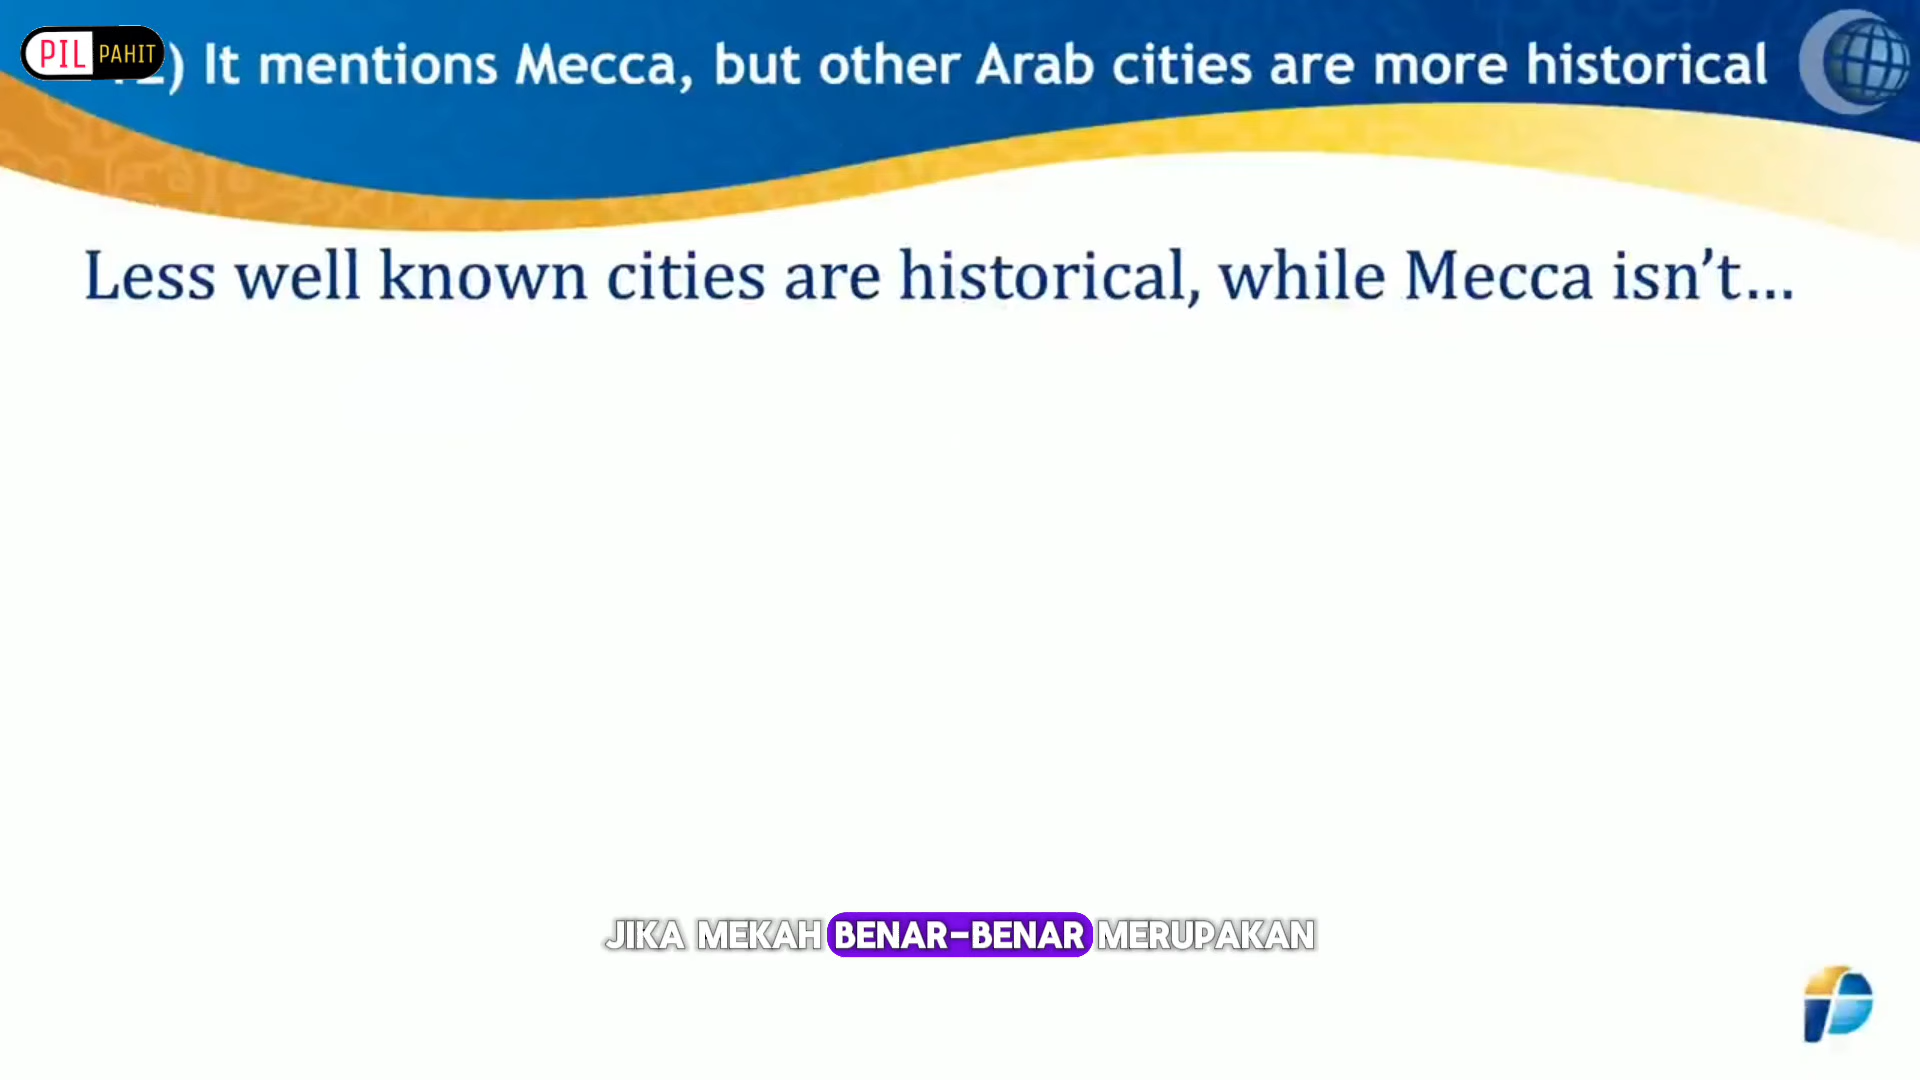 PIL PAHIT
) It mentions Mecca, but other Arab cities are more historical
Less well known cities are historical, while Mecca isn't...
JIKA MEKAH BENAR-BENAR MERUPAKAN